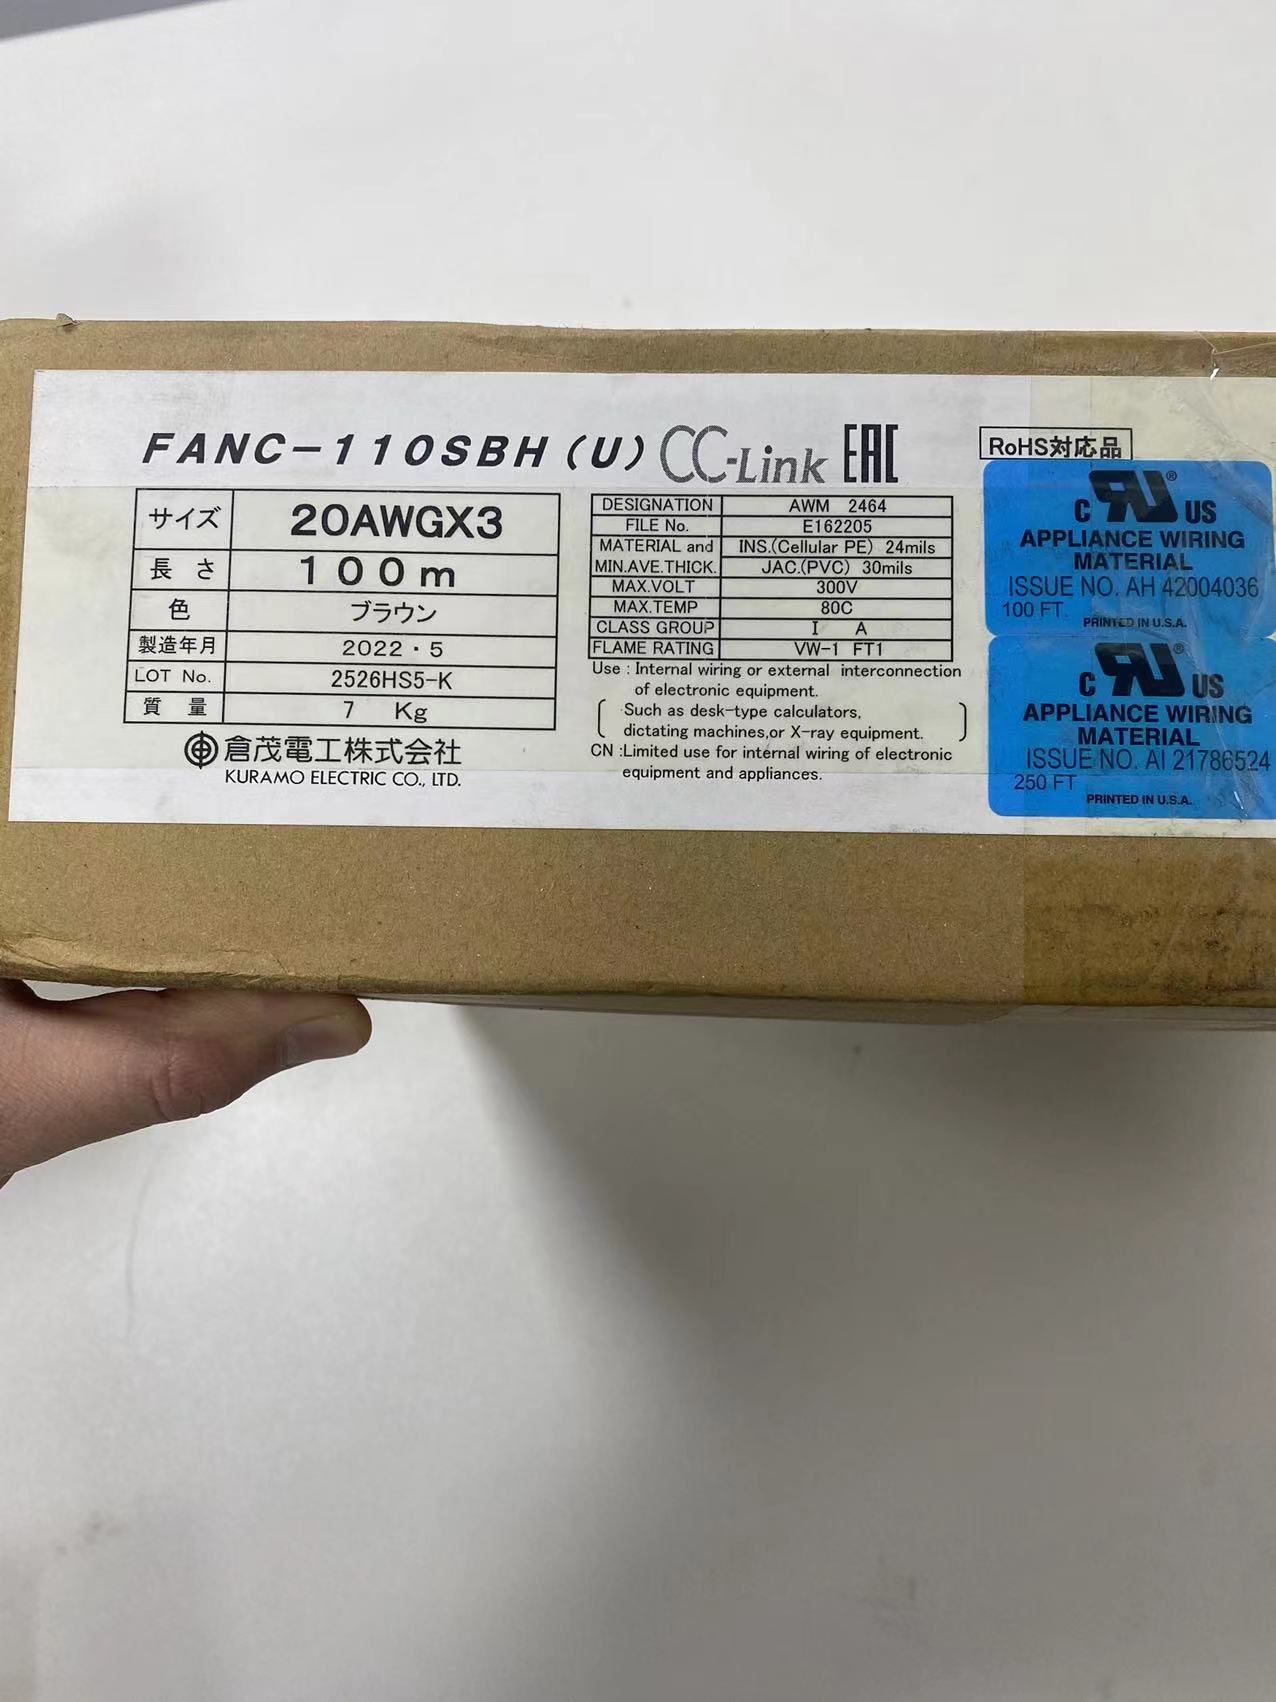 FANC-110SBH(U) CC-Link EAC
サイズ 20AWGX3
長さ 100m
色 ブラウン
製造年月 2022・5
LOT No. 2526HS5-K
質量 7 Kg
倉茂電工株式会社
KURAMO ELECTRIC CO., LTD.
DESIGNATION AWM 2464
FILE No. E162205
MATERIAL and INS.(Cellular PE) 24mils
MIN.AVE.THICK. JAC.(PVC) 30mils
MAX.VOLT 300V
MAX.TEMP 80C
CLASS GROUP I A
FLAME RATING VW-1 FT1
Use : Internal wiring or external interconnection
of electronic equipment.
Such as desk-type calculators,
dictating machines,or X-ray equipment.
CN :Limited use for internal wiring of electronic
equipment and appliances.
RoHS対応品
C RU® US
APPLIANCE WIRING
MATERIAL
ISSUE NO. AH 42004036
100 FT.
PRINTED IN U.S.A.
C RU® US
APPLIANCE WIRING
MATERIAL
ISSUE NO. AI 21786524
250 FT
PRINTED IN U.S.A.